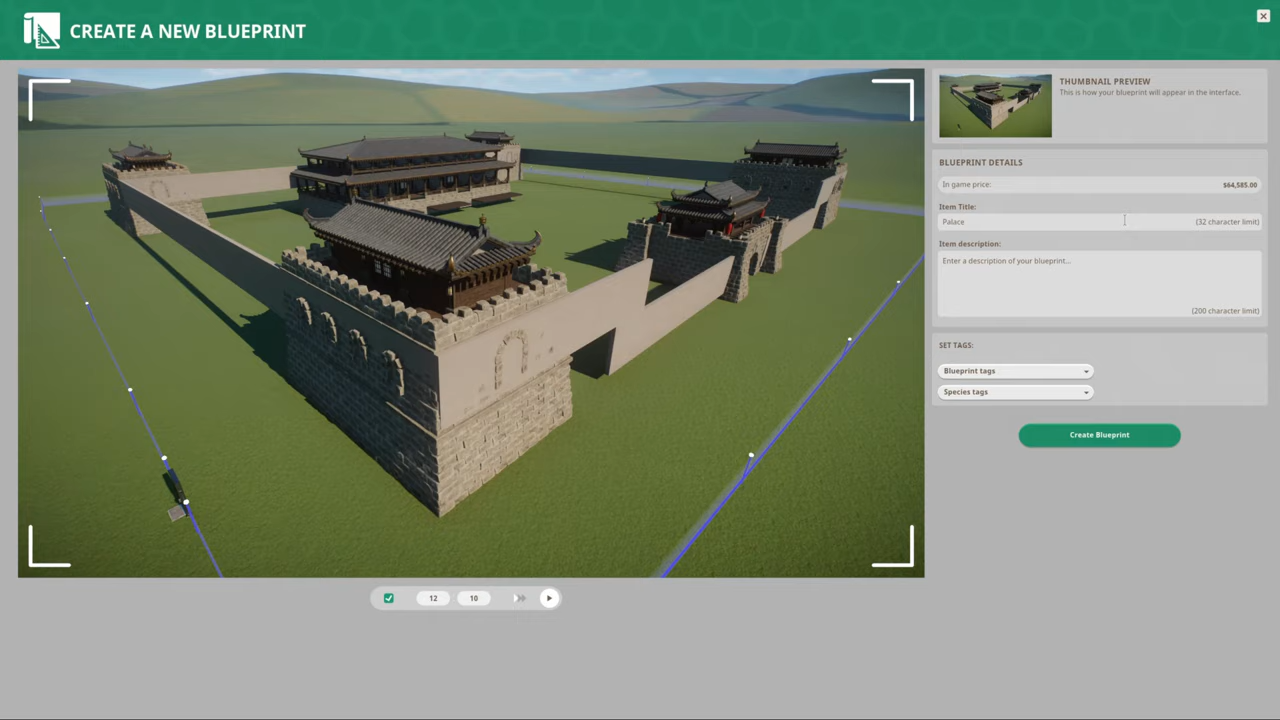 CREATE A NEW BLUEPRINT
THUMBNAIL PREVIEW
This is how your blueprint will appear in the interface.
BLUEPRINT DETAILS
In game price: $64,585.00
Item Title:
Palace (32 character limit)
Item description:
Enter a description of your blueprint...
(200 character limit)
SET TAGS:
Blueprint tags
Species tags
Create Blueprint
12 10